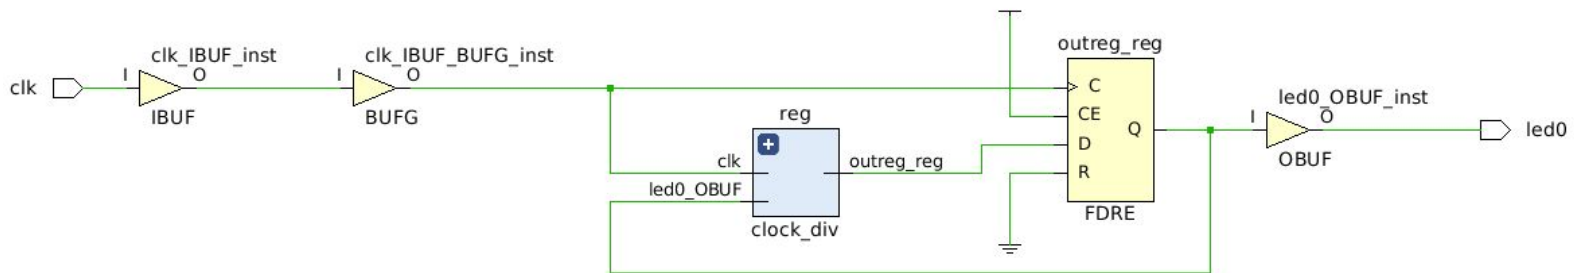 clk
I
clk_IBUF_inst
O
IBUF
I
clk_IBUF_BUFG_inst
O
BUFG
reg
clk
led0_OBUF
outreg_reg
clock_div
outreg_reg
C
CE
D
R
Q
FDRE
led0_OBUF_inst
I
O
OBUF
led0